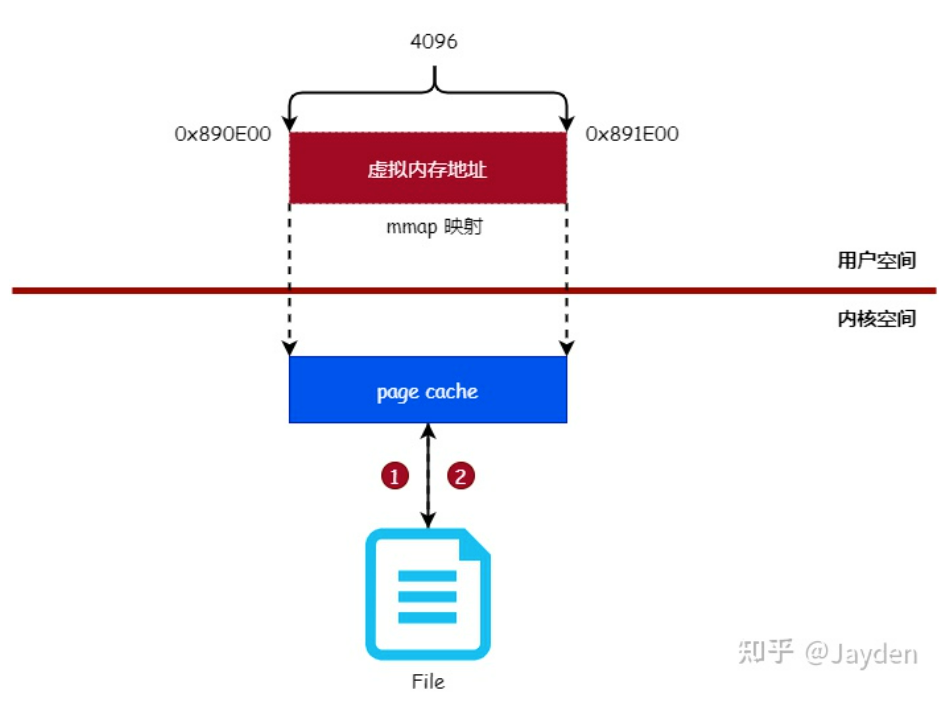 4096
0x890E00
0x891E00
虚拟内存地址
mmap 映射
用户空间
内核空间
page cache
1
2
File
知乎 @Jayden